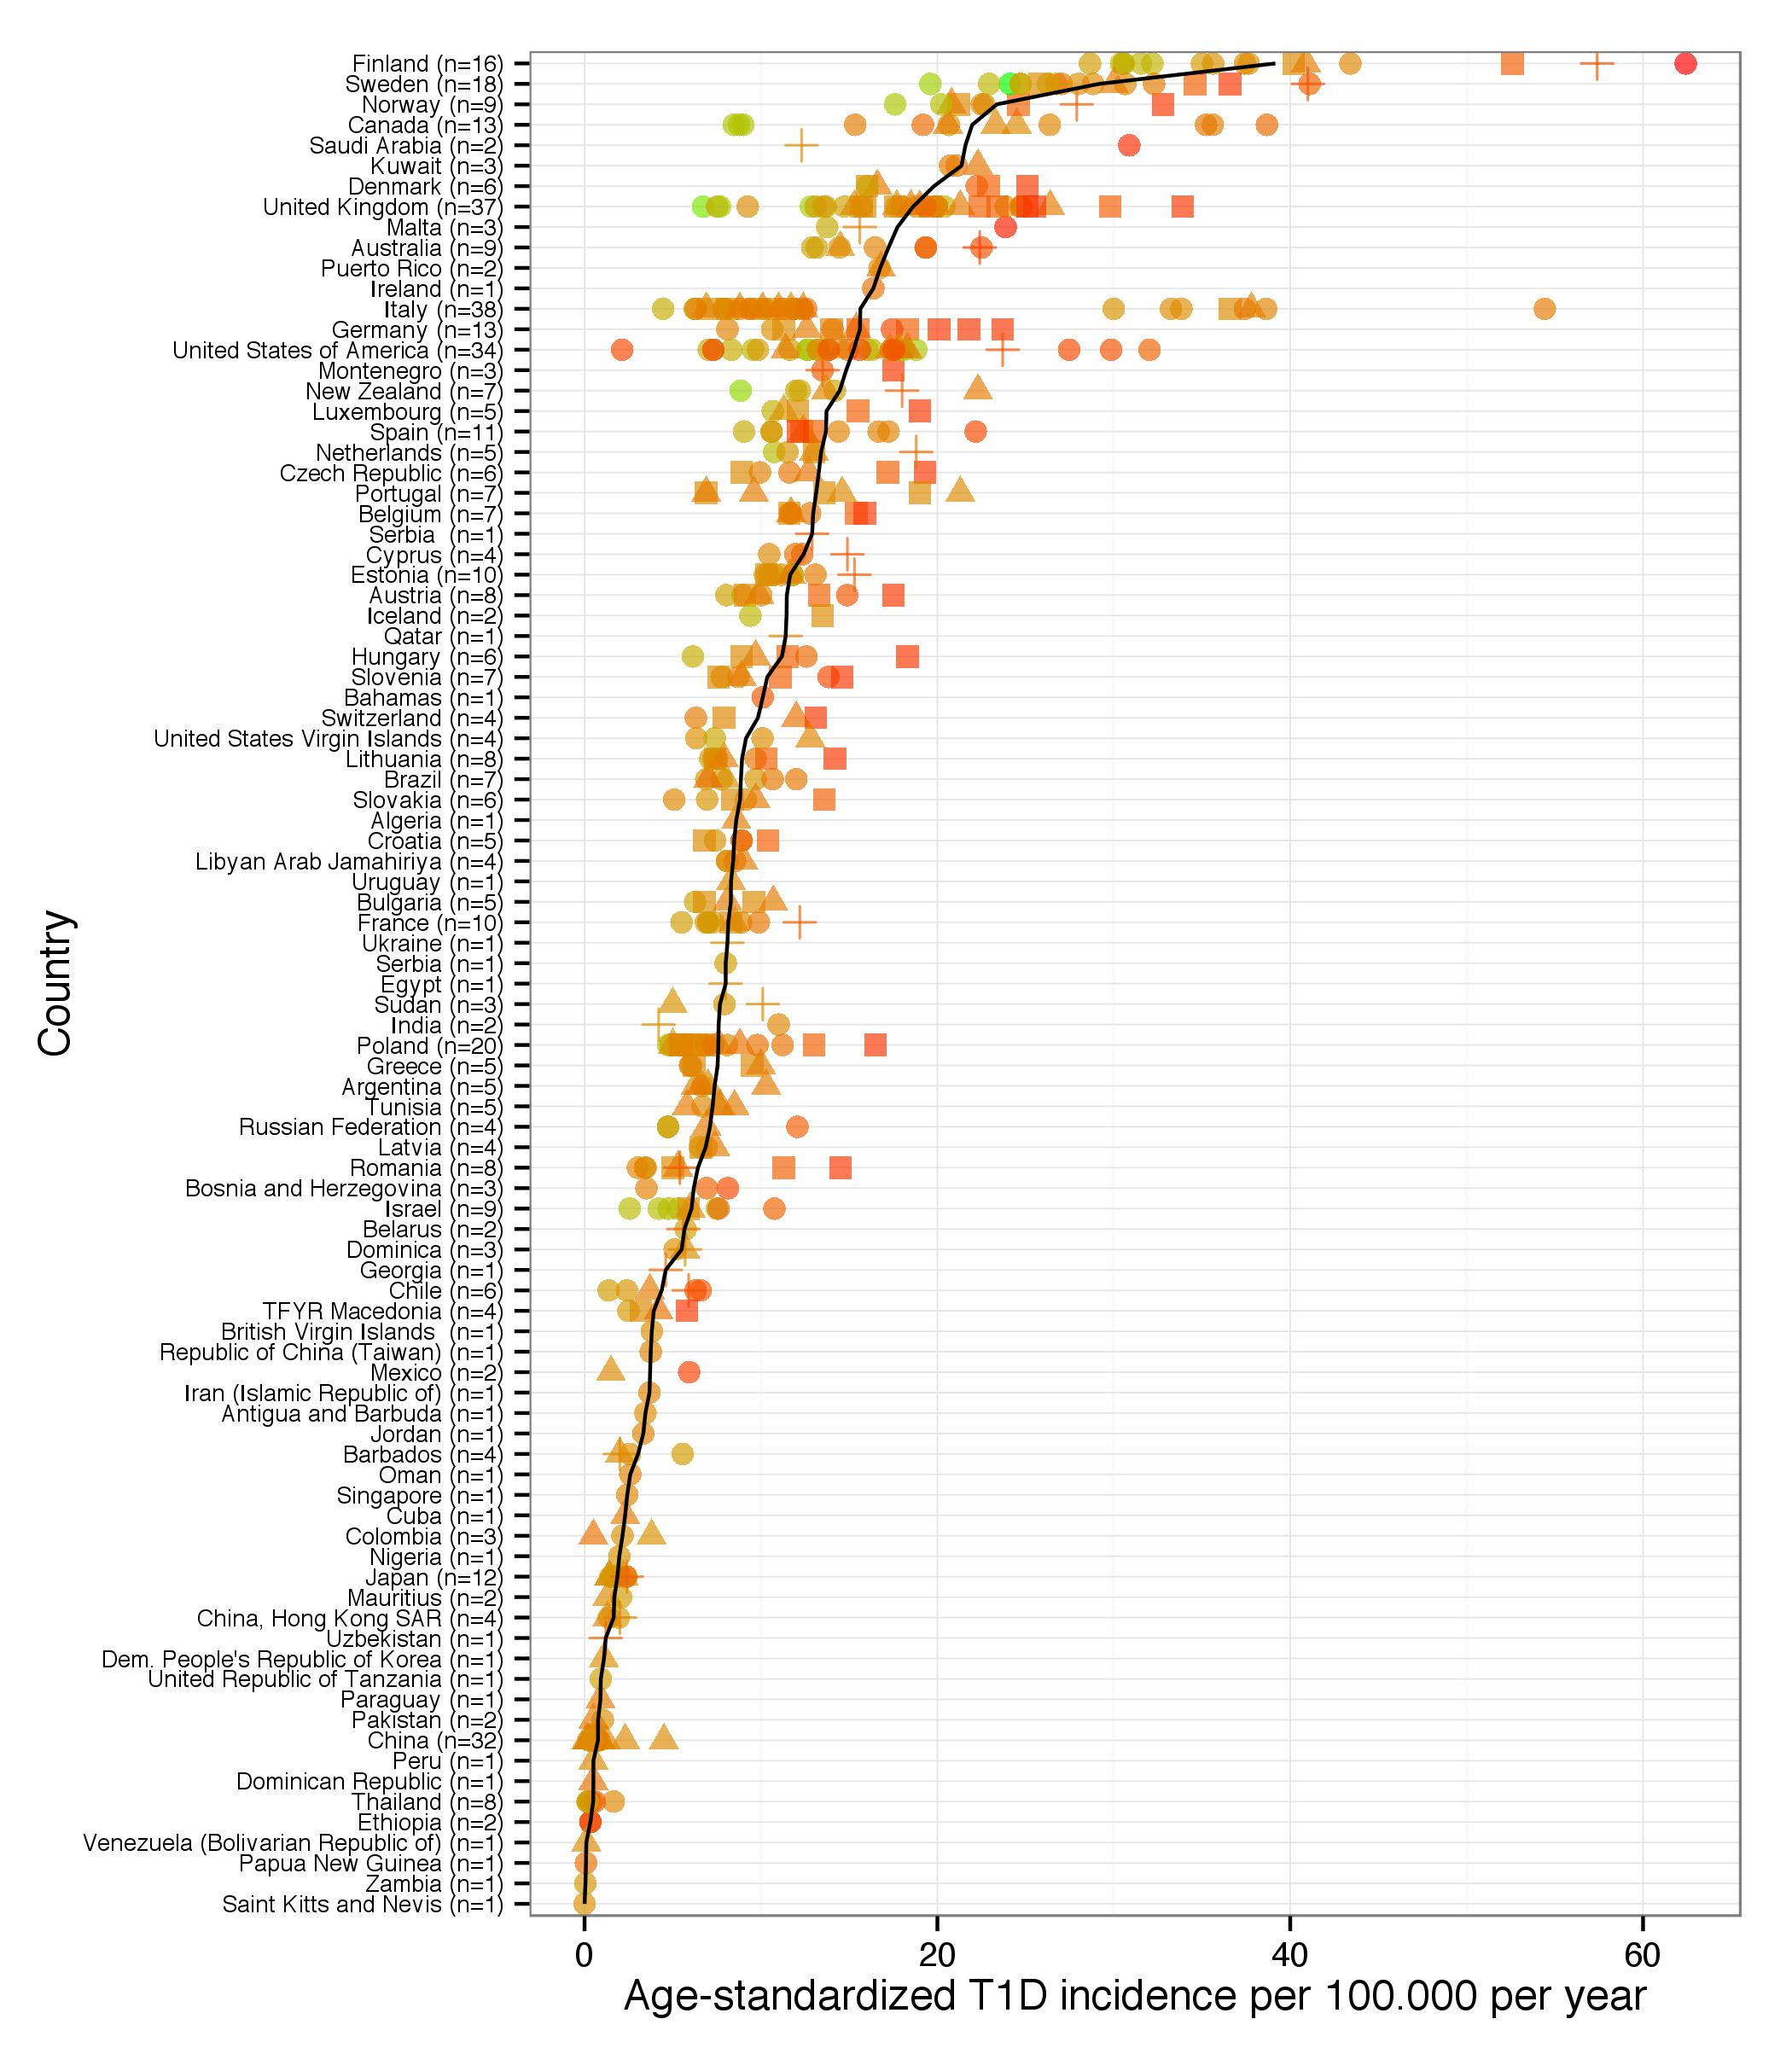 Finland (n=16)
Sweden (n=18)
Norway (n=9)
Canada (n=13)
Saudi Arabia (n=2)
Kuwait (n=3)
Denmark (n=6)
United Kingdom (n=37)
Malta (n=3)
Australia (n=9)
Puerto Rico (n=2)
Ireland (n=1)
Italy (n=38)
Germany (n=13)
United States of America (n=34)
Montenegro (n=3)
New Zealand (n=7)
Luxembourg (n=5)
Spain (n=11)
Netherlands (n=5)
Czech Republic (n=6)
Portugal (n=7)
Belgium (n=7)
Serbia  (n=1)
Cyprus (n=4)
Estonia (n=10)
Austria (n=8)
Iceland (n=2)
Qatar (n=1)
Hungary (n=6)
Slovenia (n=7)
Bahamas (n=1)
Switzerland (n=4)
United States Virgin Islands (n=4)
Lithuania (n=8)
Brazil (n=7)
Slovakia (n=6)
Algeria (n=1)
Croatia (n=5)
Libyan Arab Jamahiriya (n=4)
Uruguay (n=1)
Bulgaria (n=5)
France (n=10)
Ukraine (n=1)
Serbia (n=1)
Egypt (n=1)
Sudan (n=3)
India (n=2)
Poland (n=20)
Greece (n=5)
Argentina (n=5)
Tunisia (n=5)
Russian Federation (n=4)
Latvia (n=4)
Romania (n=8)
Bosnia and Herzegovina (n=3)
Israel (n=9)
Belarus (n=2)
Dominica (n=3)
Georgia (n=1)
Chile (n=6)
TFYR Macedonia (n=4)
British Virgin Islands  (n=1)
Republic of China (Taiwan) (n=1)
Mexico (n=2)
Iran (Islamic Republic of) (n=1)
Antigua and Barbuda (n=1)
Jordan (n=1)
Barbados (n=4)
Oman (n=1)
Singapore (n=1)
Cuba (n=1)
Colombia (n=3)
Nigeria (n=1)
Japan (n=12)
Mauritius (n=2)
China, Hong Kong SAR (n=4)
Uzbekistan (n=1)
Dem. People's Republic of Korea (n=1)
United Republic of Tanzania (n=1)
Paraguay (n=1)
Pakistan (n=2)
China (n=32)
Peru (n=1)
Dominican Republic (n=1)
Thailand (n=8)
Ethiopia (n=2)
Venezuela (Bolivarian Republic of) (n=1)
Papua New Guinea (n=1)
Zambia (n=1)
Saint Kitts and Nevis (n=1)
Country
0 20 40 60
Age-standardized T1D incidence per 100.000 per year